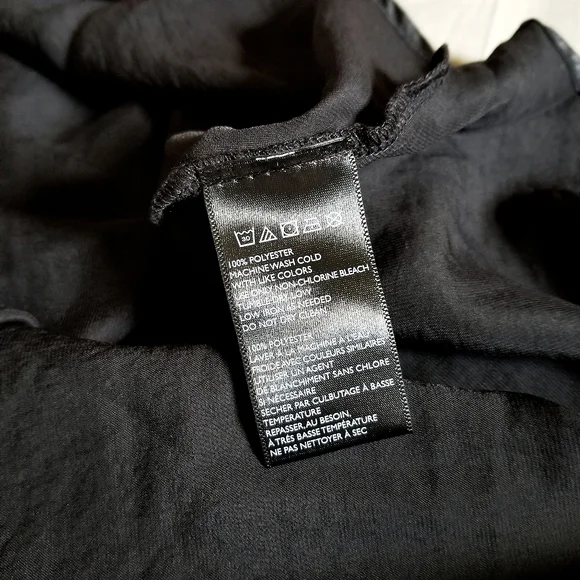 30
100% POLYESTER
MACHINE WASH COLD
WITH LIKE COLORS
USE ONLY NON-CHLORINE BLEACH
TUMBLE DRY LOW
LOW IRON IF NEEDED
DO NOT DRY CLEAN
100% POLYESTER
LAVER À LA MACHINE À L'EAU
FROIDE AVEC COULEURS SIMILAIRES
UTILISER UN AGENT
DE BLANCHIMENT SANS CHLORE
SI NÉCESSAIRE
SÉCHER PAR CULBUTAGE À BASSE
TEMPÉRATURE
REPASSER, AU BESOIN,
À TRÈS BASSE TEMPÉRATURE
NE PAS NETTOYER À SEC